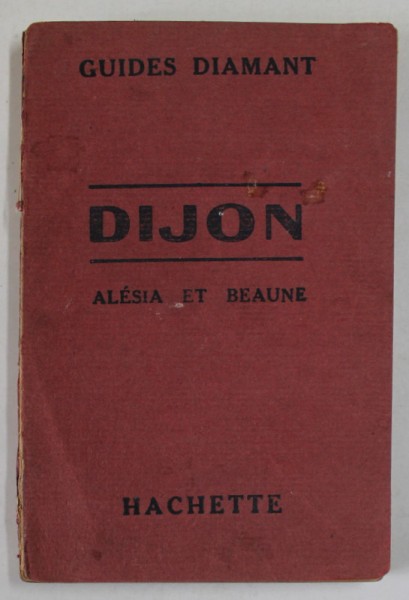 GUIDES DIAMANT
DIJON
ALÉSIA ET BEAUNE
HACHETTE